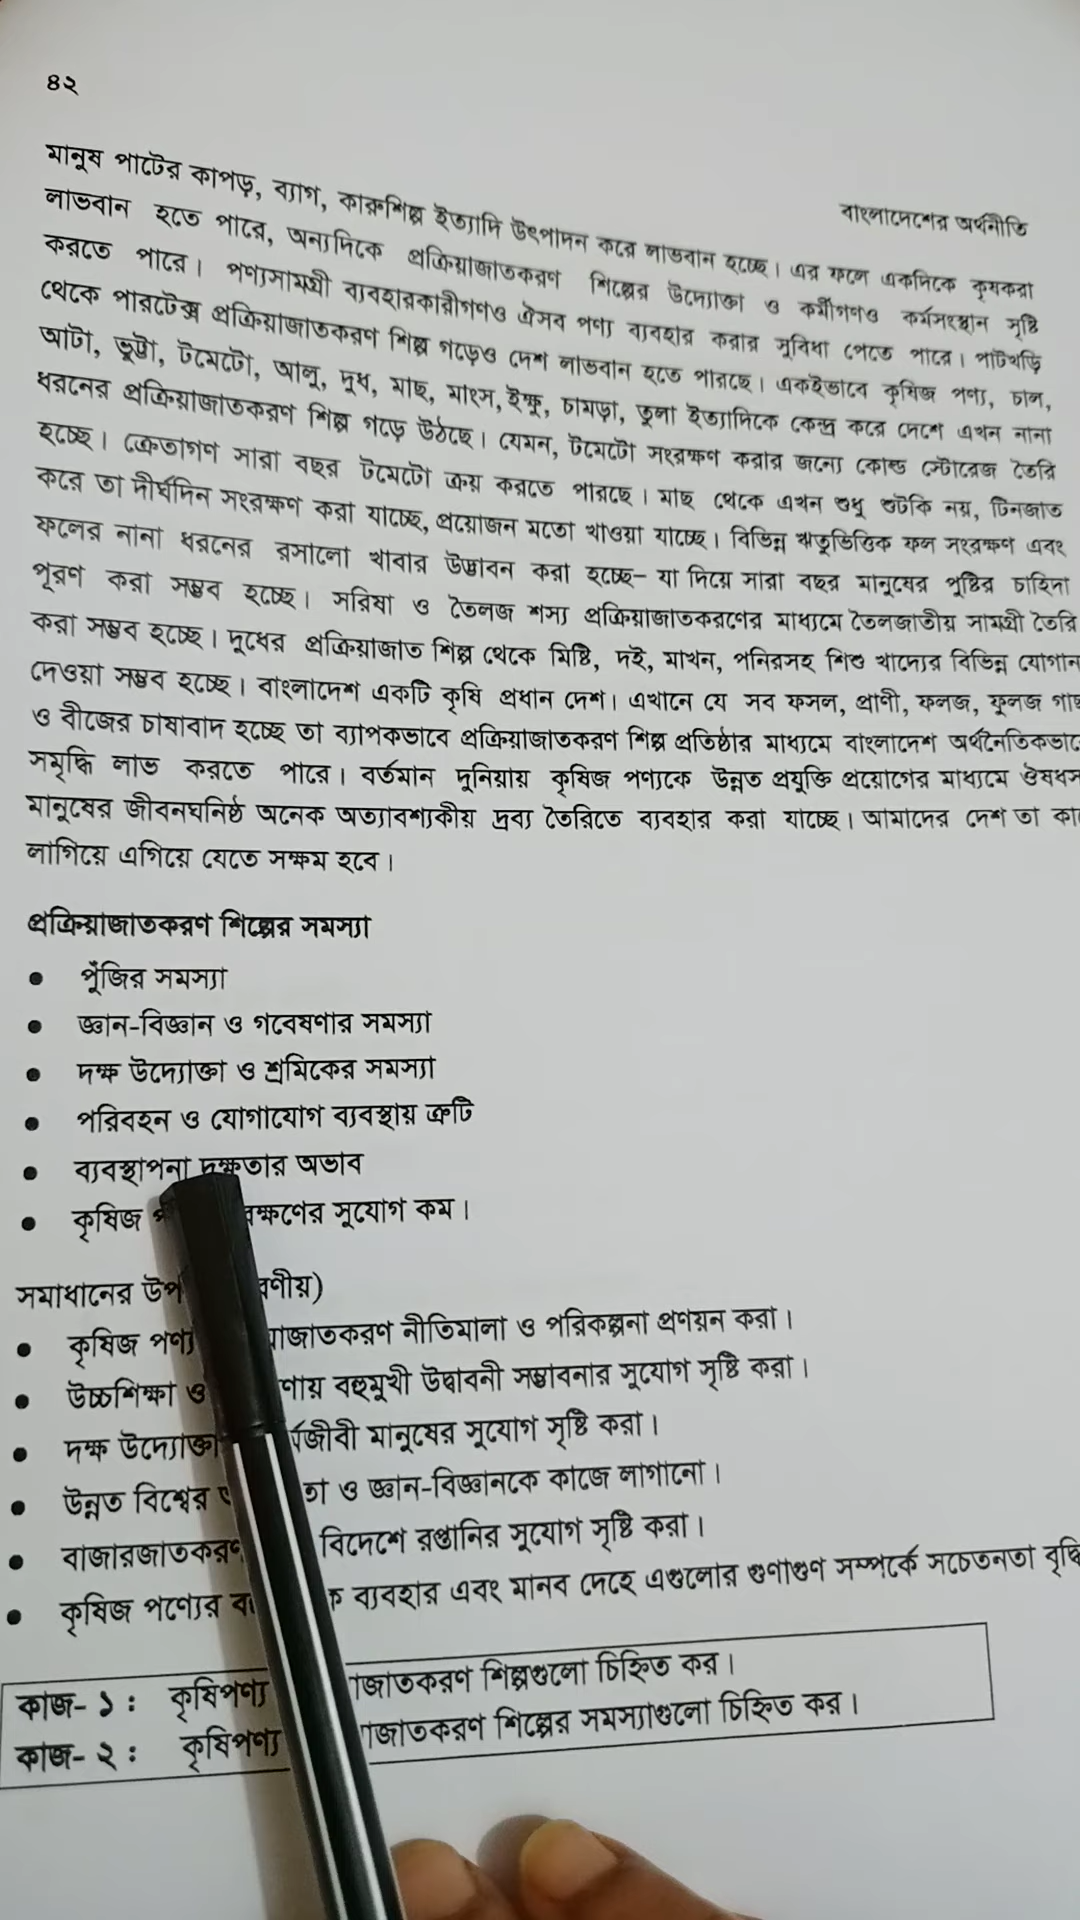 ৪২
বাংলাদেশের অর্থনীতি
মানুষ পাটের কাপড়, ব্যাগ, কারুশিল্প ইত্যাদি উৎপাদন করে লাভবান হচ্ছে। এর ফলে একদিকে কৃষকরা
লাভবান হতে পারে, অন্যদিকে প্রক্রিয়াজাতকরণ শিল্পের উদ্যোক্তা ও কর্মীগণও কর্মসংস্থান সৃষ্টি
করতে পারে। পণ্যসামগ্রী ব্যবহারকারীগণও ঐসব পণ্য ব্যবহার করার সুবিধা পেতে পারে। পাটখড়ি
থেকে পারটেক্স প্রক্রিয়াজাতকরণ শিল্প গড়েও দেশ লাভবান হতে পারছে। একইভাবে কৃষিজ পণ্য, চাল,
আটা, ভুট্টা, টমেটো, আলু, দুধ, মাছ, মাংস, ইক্ষু, চামড়া, তুলা ইত্যাদিকে কেন্দ্র করে দেশে এখন নানা
ধরনের প্রক্রিয়াজাতকরণ শিল্প গড়ে উঠছে। যেমন, টমেটো সংরক্ষণ করার জন্যে কোল্ড স্টোরেজ তৈরি
হচ্ছে। ক্রেতাগণ সারা বছর টমেটো ক্রয় করতে পারছে। মাছ থেকে এখন শুধু শুটকি নয়, টিনজাত
করে তা দীর্ঘদিন সংরক্ষণ করা যাচ্ছে, প্রয়োজন মতো খাওয়া যাচ্ছে। বিভিন্ন ঋতুভিত্তিক ফল সংরক্ষণ এবং
ফলের নানা ধরনের রসালো খাবার উদ্ভাবন করা হচ্ছে– যা দিয়ে সারা বছর মানুষের পুষ্টির চাহিদা
পূরণ করা সম্ভব হচ্ছে। সরিষা ও তৈলজ শস্য প্রক্রিয়াজাতকরণের মাধ্যমে তৈলজাতীয় সামগ্রী তৈরি
করা সম্ভব হচ্ছে। দুধের প্রক্রিয়াজাত শিল্প থেকে মিষ্টি, দই, মাখন, পনিরসহ শিশু খাদ্যের বিভিন্ন যোগান
দেওয়া সম্ভব হচ্ছে। বাংলাদেশ একটি কৃষি প্রধান দেশ। এখানে যে সব ফসল, প্রাণী, ফলজ, ফুলজ
ও বীজের চাষাবাদ হচ্ছে তা ব্যাপকভাবে প্রক্রিয়াজাতকরণ শিল্প প্রতিষ্ঠার মাধ্যমে বাংলাদেশ অর্থনৈতিকভাবে
সমৃদ্ধি লাভ করতে পারে। বর্তমান দুনিয়ায় কৃষিজ পণ্যকে উন্নত প্রযুক্তি প্রয়োগের মাধ্যমে
মানুষের জীবনঘনিষ্ঠ অনেক অত্যাবশ্যকীয় দ্রব্য তৈরিতে ব্যবহার করা যাচ্ছে। আমাদের দেশ তা
লাগিয়ে এগিয়ে যেতে সক্ষম হবে।
প্রক্রিয়াজাতকরণ শিল্পের সমস্যা
• পুঁজির সমস্যা
• জ্ঞান-বিজ্ঞান ও গবেষণার সমস্যা
• দক্ষ উদ্যোক্তা ও শ্রমিকের সমস্যা
• পরিবহন ও যোগাযোগ ব্যবস্থায় ত্রুটি
• ব্যবস্থাপনা দক্ষতার অভাব
• কৃষিজ সুযোগ কম।
সমাধানের
• কৃষিজ পণ্য নীতিমালা ও পরিকল্পনা প্রণয়ন করা।
• উচ্চশিক্ষা ও বহুমুখী উদ্ভাবনী সম্ভাবনার সুযোগ সৃষ্টি করা।
• দক্ষ উদ্যোক্তা মানুষের সুযোগ সৃষ্টি করা।
• উন্নত বিশ্বের ও জ্ঞান-বিজ্ঞানকে কাজে লাগানো।
• বাজারজাতকরণ বিদেশে রপ্তানির সুযোগ সৃষ্টি করা।
• কৃষিজ পণ্যের ব্যবহার এবং মানব দেহে এগুলোর গুণাগুণ সম্পর্কে সচেতনতা
কাজ- ১ : কৃষিপণ্য শিল্পগুলো চিহ্নিত কর।
কাজ- ২ : কৃষিপণ্য শিল্পের সমস্যাগুলো চিহ্নিত কর।